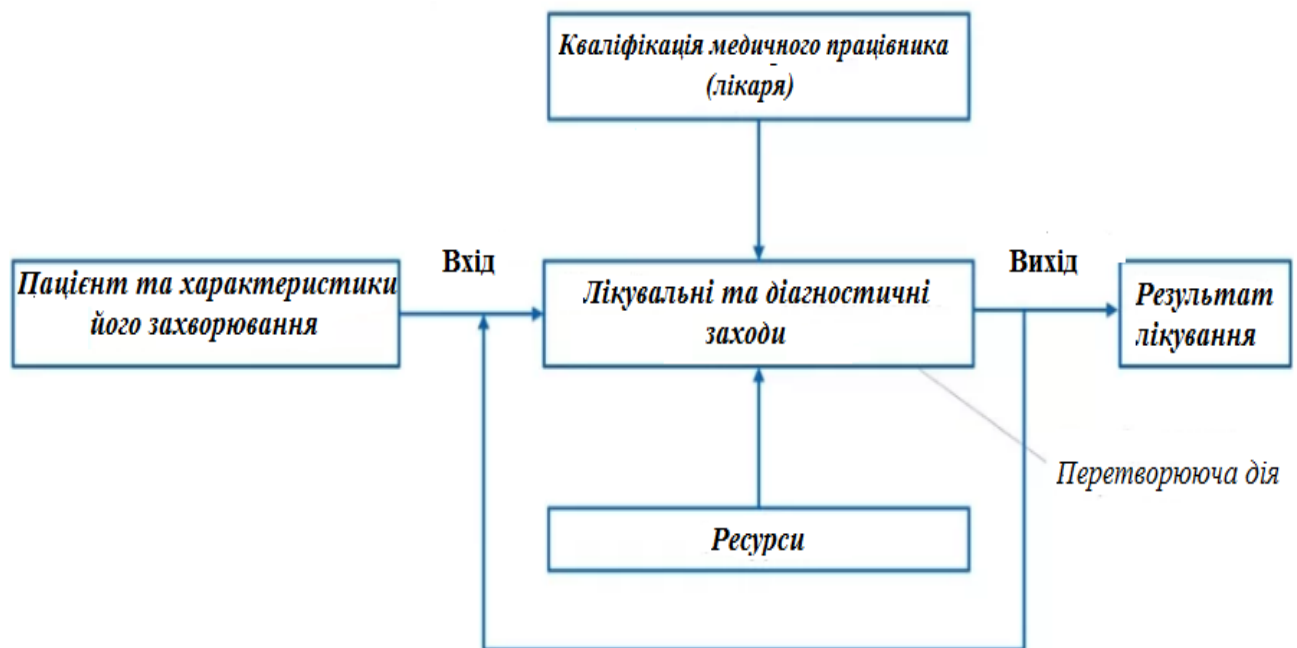 Кваліфікація медичного працівника
(лікаря)
Вхід
Вихід
Пацієнт та характеристики
його захворювання
Лікувальні та діагностичні
заходи
Результат
лікування
Перетворююча дія
Ресурси